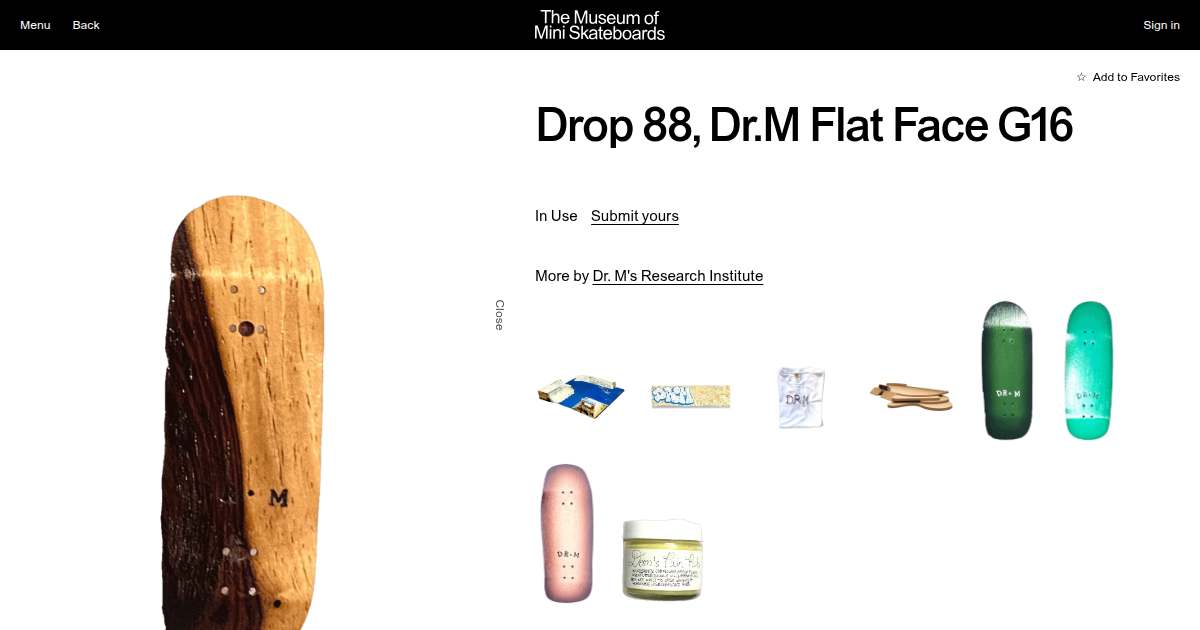 Menu
Back
The Museum of
Mini Skateboards
Sign in
☆ Add to Favorites
Drop 88, Dr.M Flat Face G16
In Use
Submit yours
More by Dr. M's Research Institute
Close
M
DR•M
DR•M
DR M
DR•M